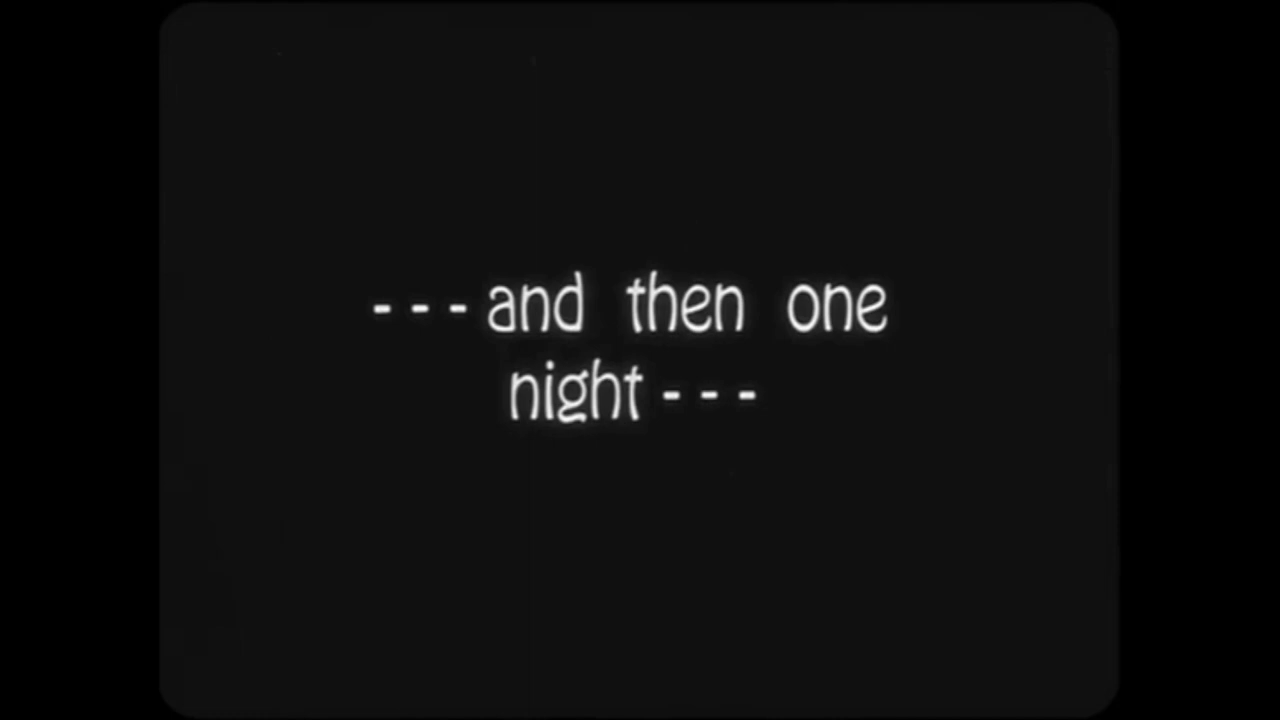 - - - and then one
night - - -